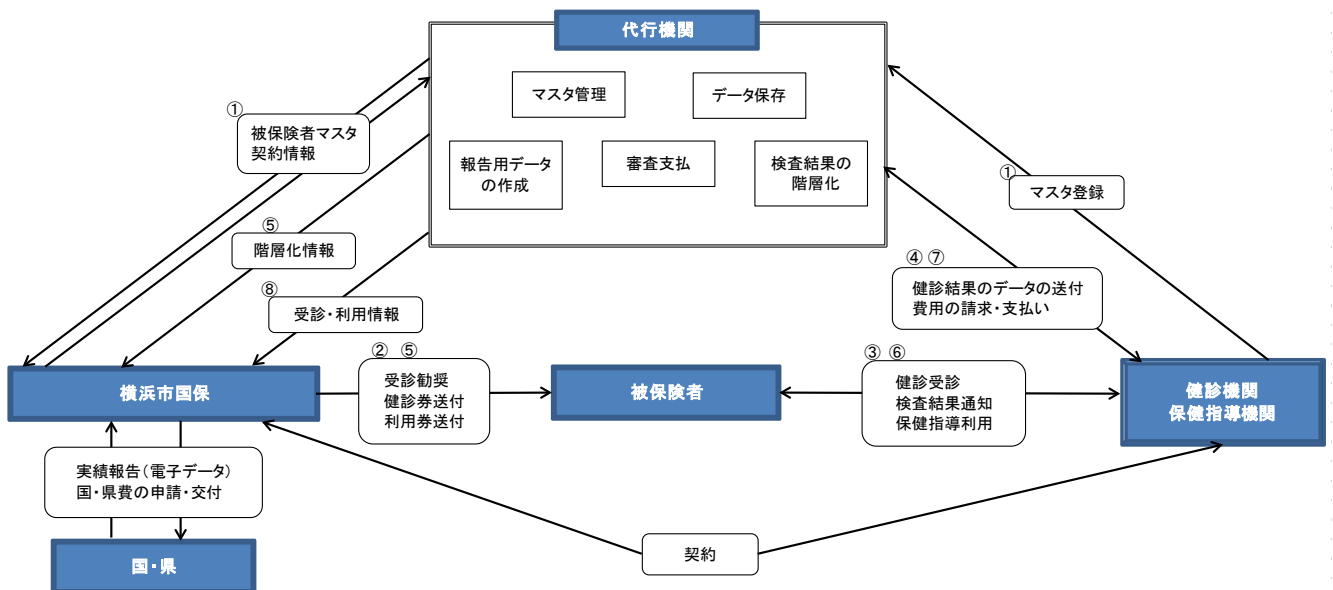 代行機関
マスタ管理
データ保存
①
被保険者マスタ
契約情報
報告用データ
の作成
審査支払
検査結果の
階層化
①
マスタ登録
⑤
階層化情報
④ ⑦
健診結果のデータの送付
費用の請求・支払い
⑧
受診・利用情報
② ⑤
受診勧奨
健診券送付
利用券送付
③ ⑥
健診受診
検査結果通知
保健指導利用
横浜市国保
被保険者
健診機関
保健指導機関
実績報告(電子データ)
国・県費の申請・交付
契約
国・県